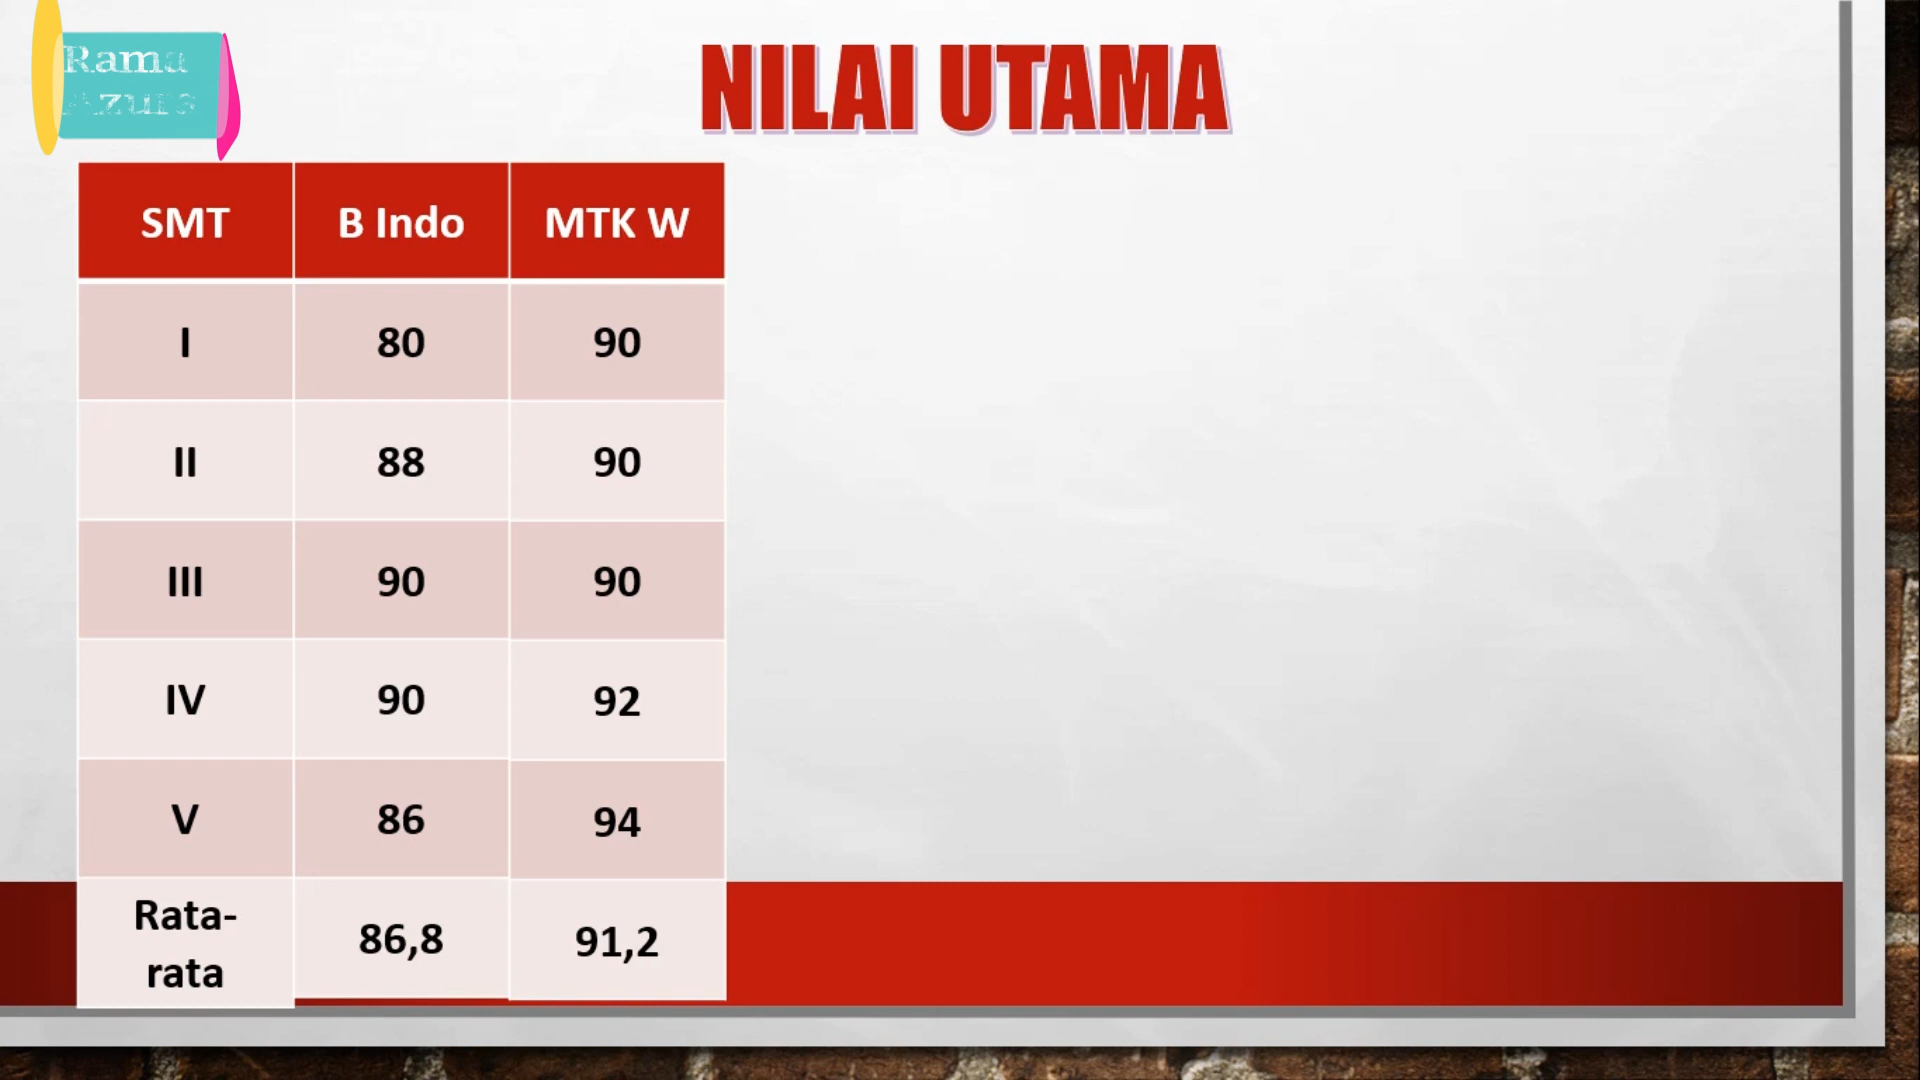 Rama
NILAI UTAMA
SMT B Indo MTK W
I 80 90
II 88 90
III 90 90
IV 90 92
V 86 94
Rata-
rata 86,8 91,2